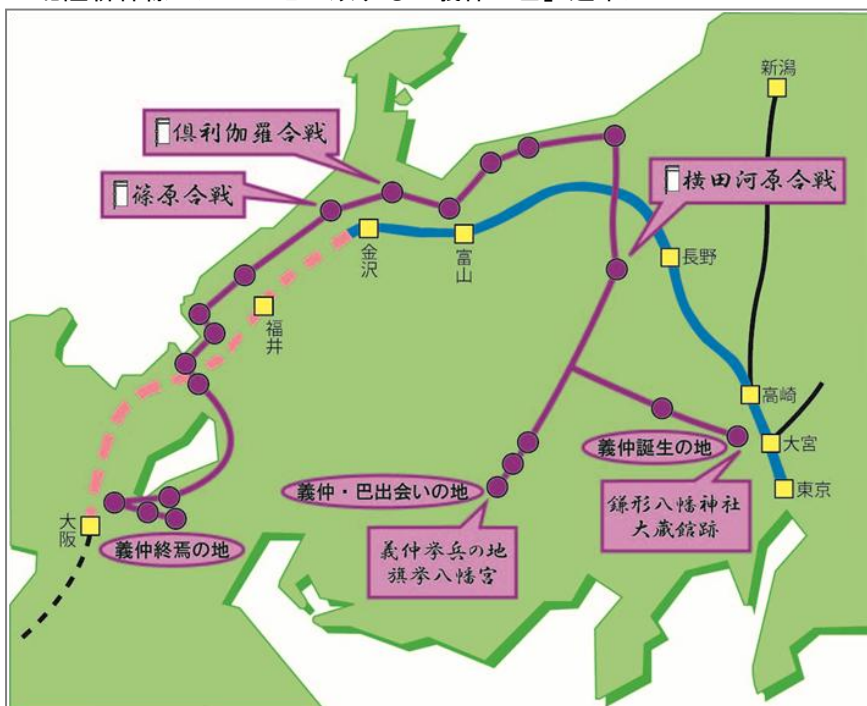 新潟
倶利伽羅合戦
篠原合戦
横田河原合戦
金沢
富山
長野
福井
高崎
義仲誕生の地
大宮
義仲・巴出会いの地
東京
鎌形八幡神社
大蔵館跡
大阪
義仲終焉の地
義仲挙兵の地
旗挙八幡宮